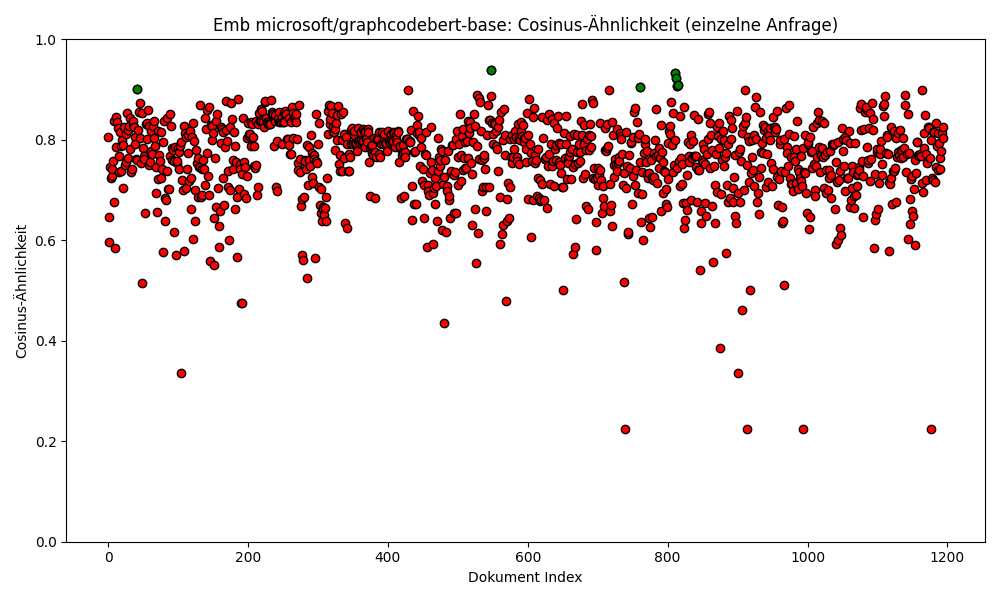 Emb microsoft/graphcodebert-base: Cosinus-Ähnlichkeit (einzelne Anfrage)
1.0
0.8
0.6
0.4
0.2
0.0
Cosinus-Ähnlichkeit
0 200 400 600 800 1000 1200
Dokument Index